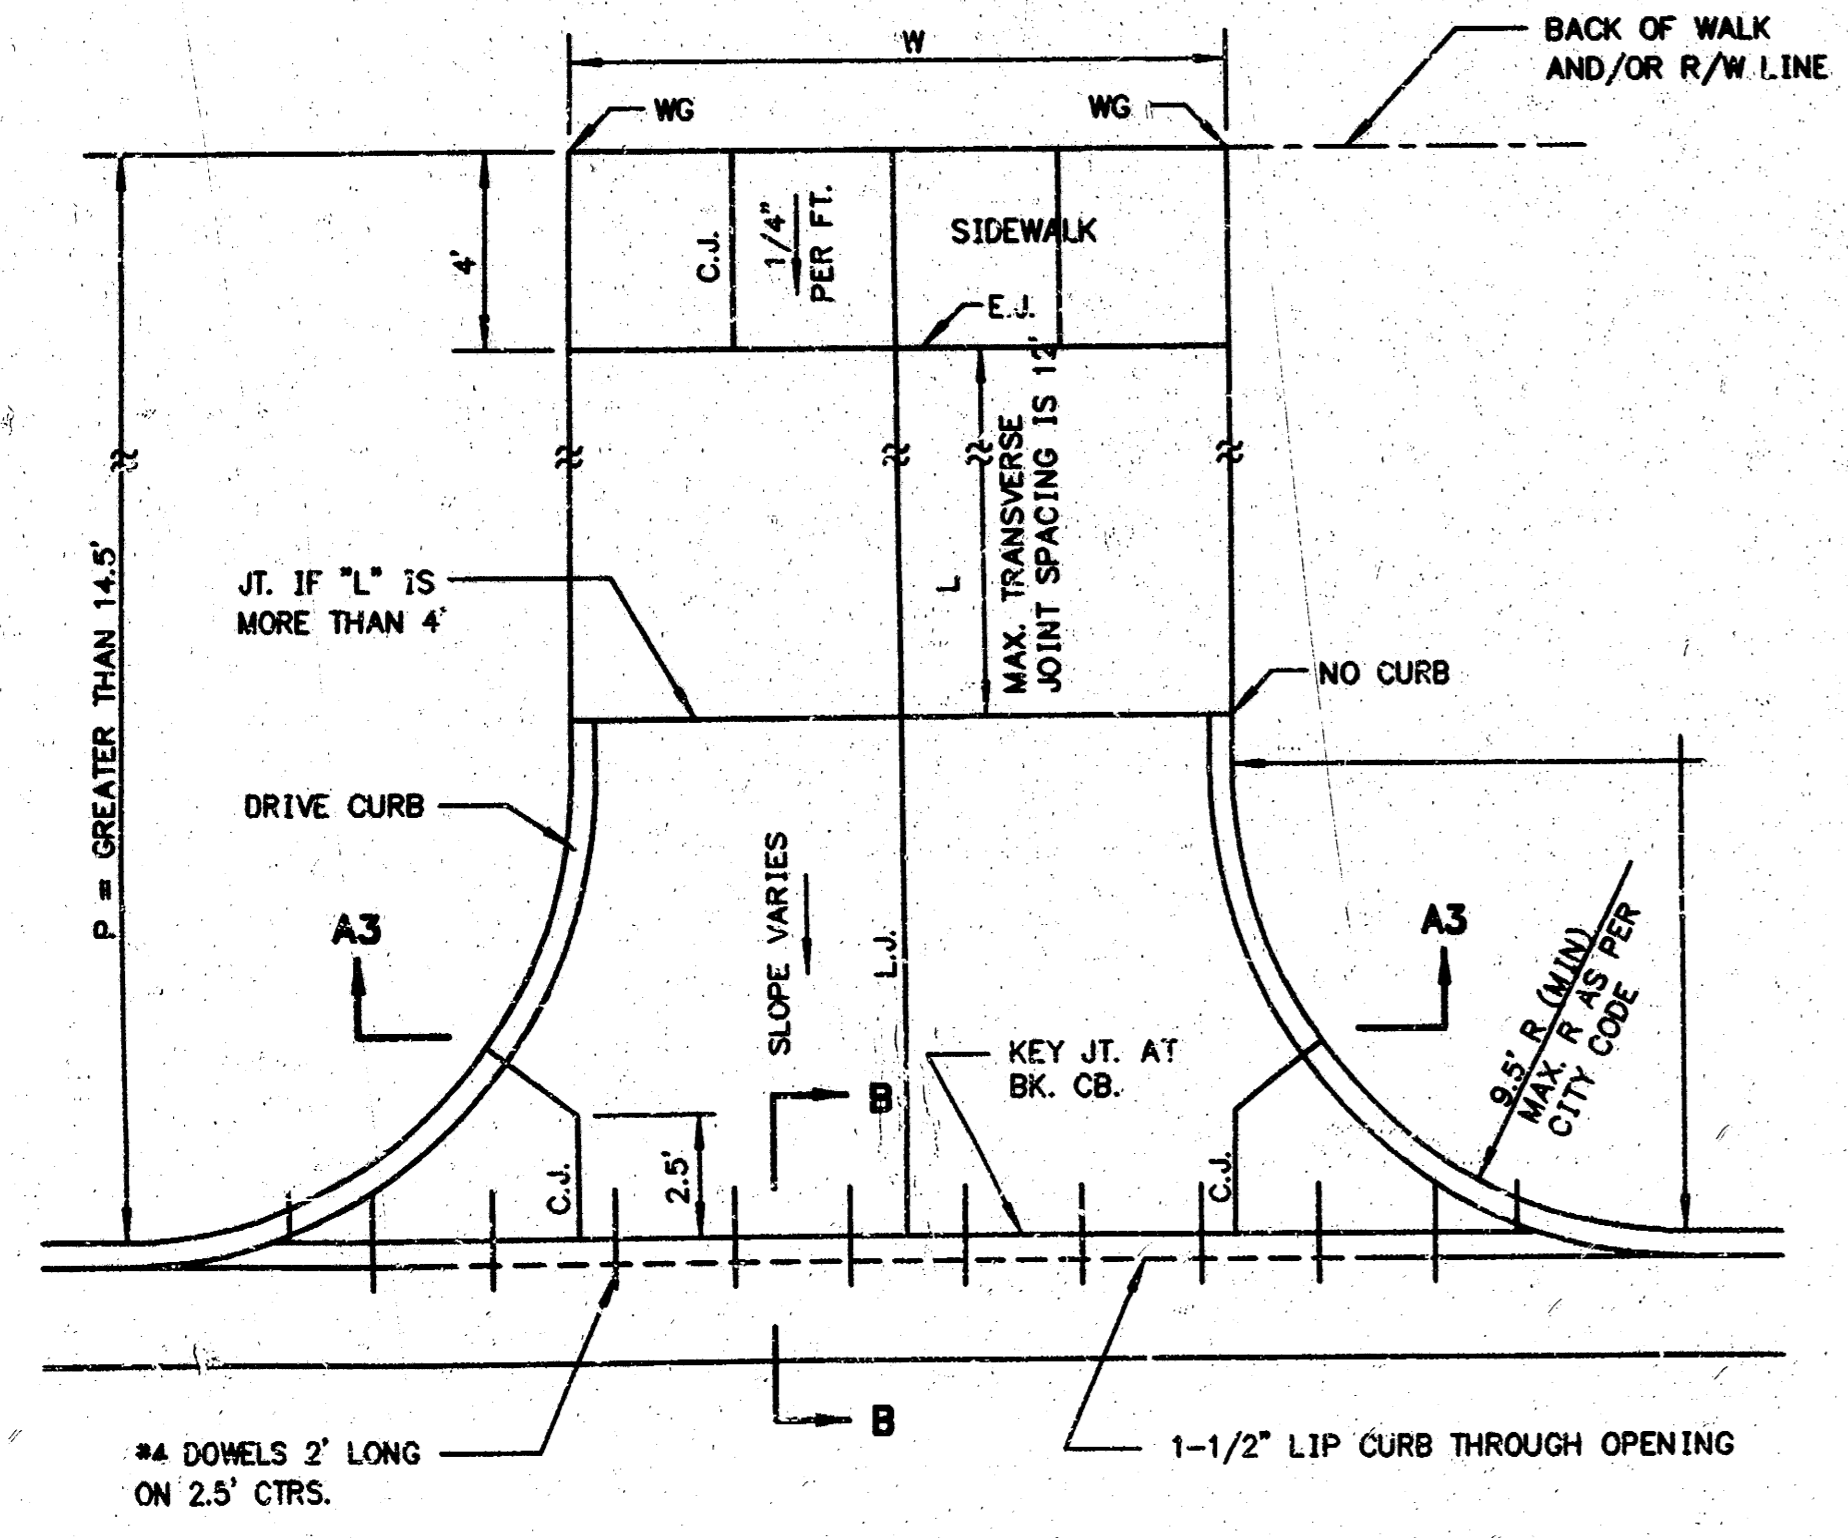 BACK OF WALK
AND/OR R/W LINE
W
WG
WG
4'
C.J.
1/4"
PER FT.
SIDEWALK
E.J.
P = GREATER THAN 14.5'
JT. IF "L" IS
MORE THAN 4'
L
MAX. TRANSVERSE
JOINT SPACING IS 12'
NO CURB
DRIVE CURB
A3
SLOPE VARIES
L.J.
A3
9.5' R (MIN)
MAX. R AS PER
CITY CODE
KEY JT. AT
BK. CB.
B
C.J.
2.5'
C.J.
B
#4 DOWELS 2' LONG
ON 2.5' CTRS.
1-1/2" LIP CURB THROUGH OPENING